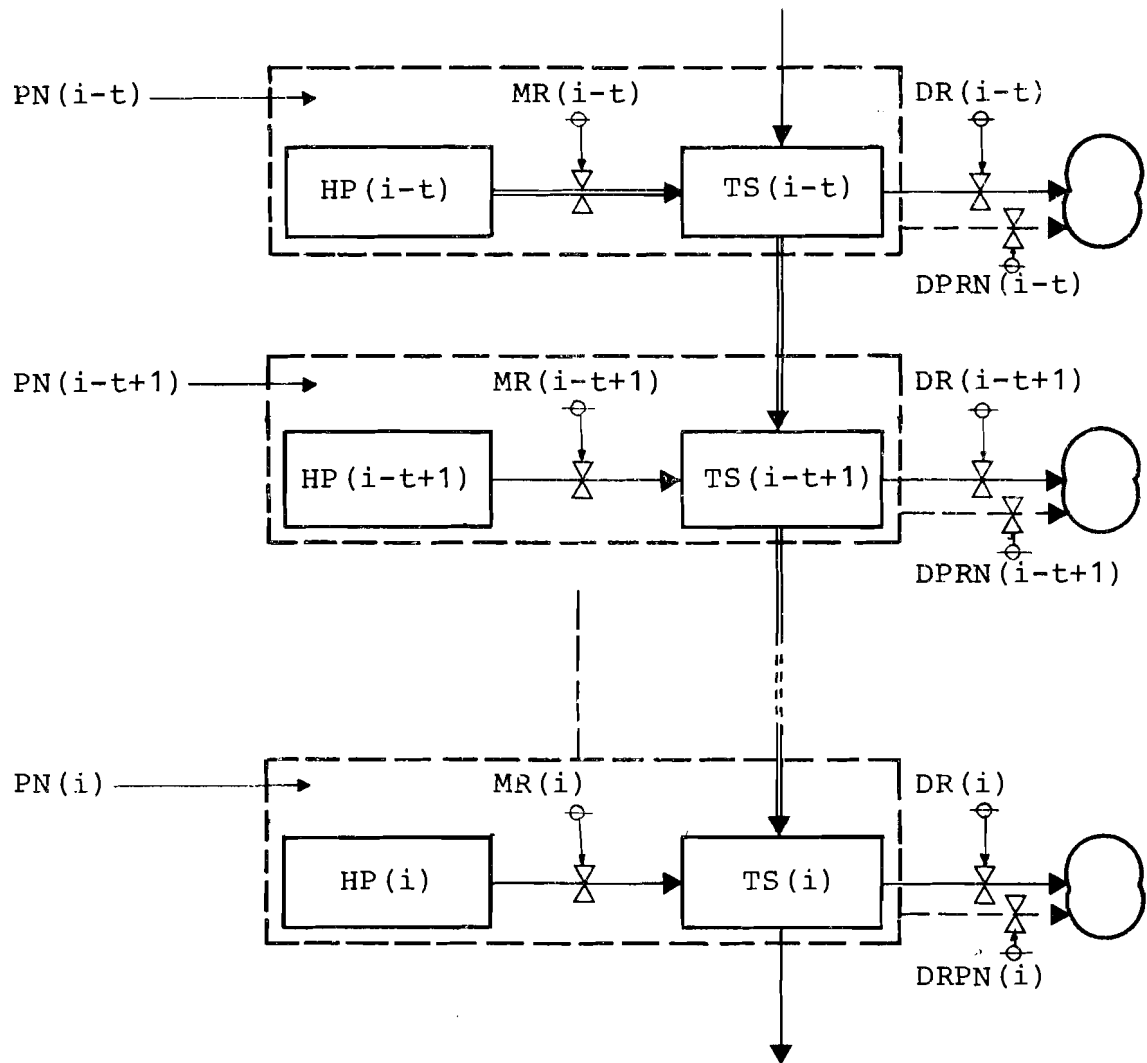 PN(i-t)
MR(i-t)
DR(i-t)
HP(i-t)
TS(i-t)
DPRN(i-t)
PN(i-t+1)
MR(i-t+1)
DR(i-t+1)
HP(i-t+1)
TS(i-t+1)
DPRN(i-t+1)
PN(i)
MR(i)
DR(i)
HP(i)
TS(i)
DRPN(i)